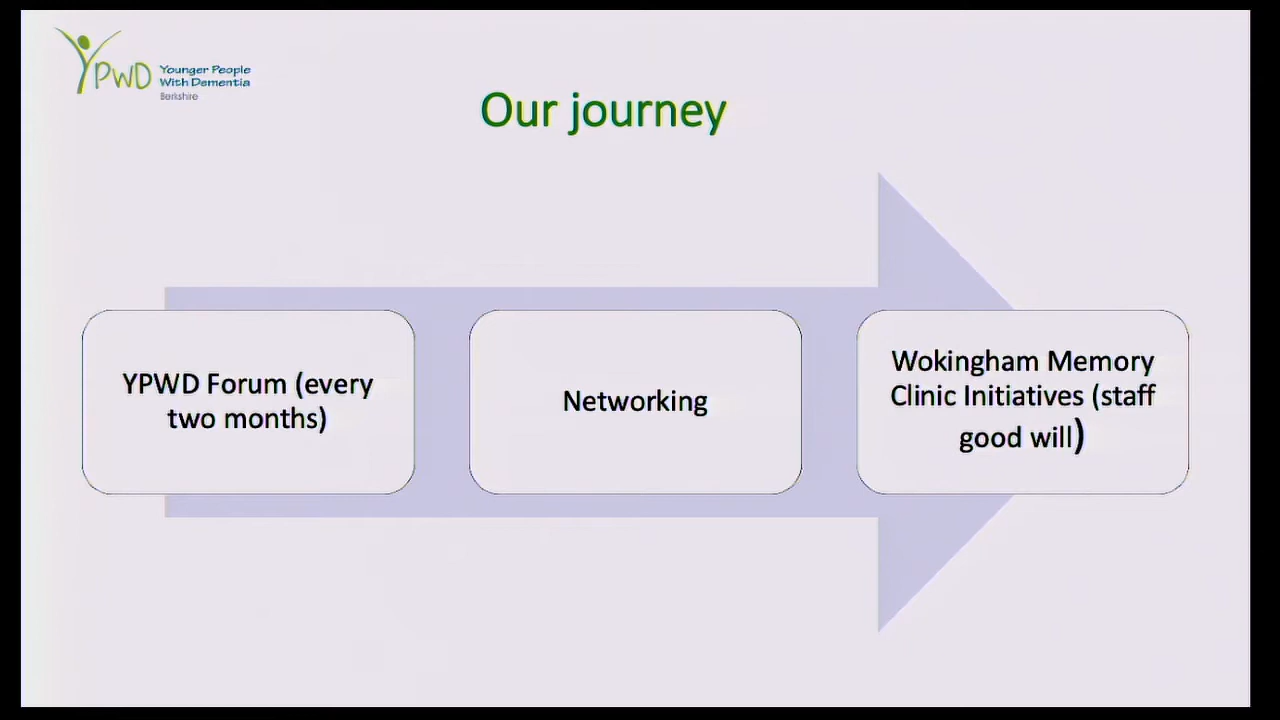 YPWD
Younger People
With Dementia
Berkshire
Our journey
YPWD Forum (every
two months)
Networking
Wokingham Memory
Clinic Initiatives (staff
good will)